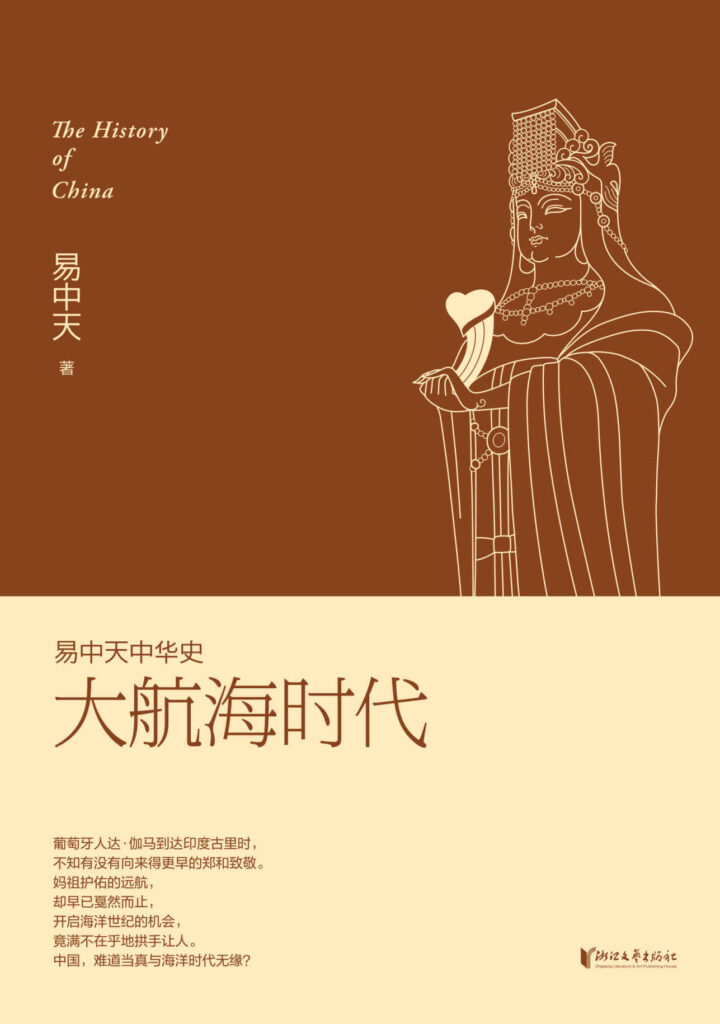 The History
of
China
易中天
著
易中天中华史
大航海时代
葡萄牙人达·伽马到达印度古里时，
不知有没有向来得更早的郑和致敬。
妈祖护佑的远航，
却早已戛然而止，
开启海洋世纪的机会，
竟满不在乎地拱手让人。
中国，难道当真与海洋时代无缘？
浙江文艺出版社
Zhejiang Literature & Art Publishing House